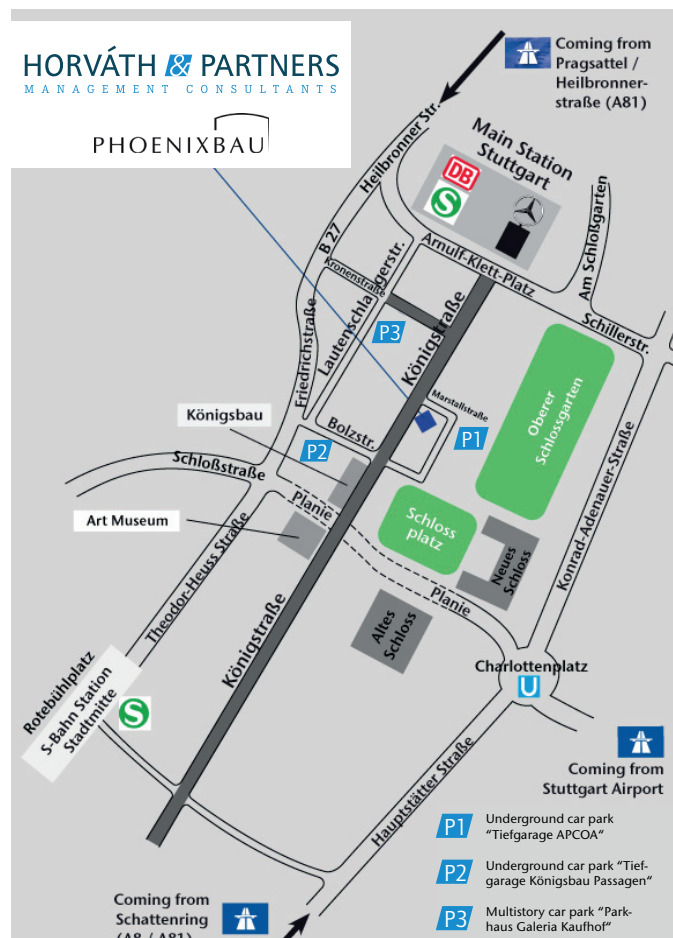 HORVÁTH & PARTNERS
MANAGEMENT CONSULTANTS
PHOENIXBAU
Coming from
Pragsattel /
Heilbronner-
straße (A81)
Main Station
Stuttgart
DB
S
Heilbronner Str.
B 27
Arnulf-Klett-Platz
Am Schloßgarten
Schillerstr.
Kronenstraße
Lautenschlagerstr.
Friedrichstraße
P3
Königstraße
Oberer
Schlossgarten
Marstallstraße
P1
Königsbau
Bolzstr.
P2
Schloßstraße
Planie
Art Museum
Schloss
platz
Neues
Schloss
Konrad-Adenauer-Straße
Theodor-Heuss Straße
Königstraße
Altes
Schloss
Planie
Charlottenplatz
U
Rotebühlplatz
S-Bahn Station
Stadtmitte
S
Hauptstätter Straße
Coming from
Stuttgart Airport
P1 Underground car park
“Tiefgarage APCOA“
P2 Underground car park “Tief-
garage Königsbau Passagen“
P3 Multistory car park “Park-
haus Galeria Kaufhof“
Coming from
Schattenring
(A8 / A81)